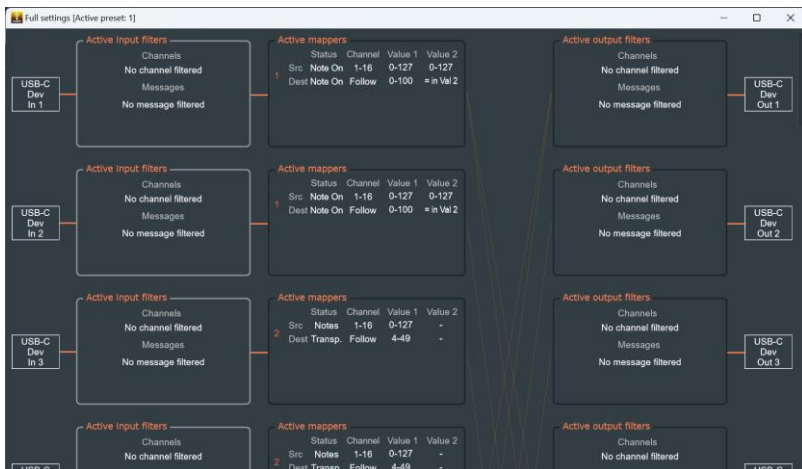 Full settings [Active preset: 1]
Active input filters
Channels
No channel filtered
Messages
No message filtered
USB-C
Dev
In 1
Active mappers
Status Channel Value 1 Value 2
1
Src Note On 1-16 0-127 0-127
Dest Note On Follow 0-100 = in Val 2
Active output filters
Channels
No channel filtered
Messages
No message filtered
USB-C
Dev
Out 1
Active input filters
Channels
No channel filtered
Messages
No message filtered
USB-C
Dev
In 2
Active mappers
Status Channel Value 1 Value 2
1
Src Note On 1-16 0-127 0-127
Dest Note On Follow 0-100 = in Val 2
Active output filters
Channels
No channel filtered
Messages
No message filtered
USB-C
Dev
Out 2
Active input filters
Channels
No channel filtered
Messages
No message filtered
USB-C
Dev
In 3
Active mappers
Status Channel Value 1 Value 2
2
Src Notes 1-16 0-127 -
Dest Transp. Follow 4-49 -
Active output filters
Channels
No channel filtered
Messages
No message filtered
USB-C
Dev
Out 3
Active input filters
Channels
No channel filtered
USB-C
Active mappers
Status Channel Value 1 Value 2
2
Src Notes 1-16 0-127 -
Dest Transp. Follow 4-49 -
Active output filters
Channels
No channel filtered
USB-C